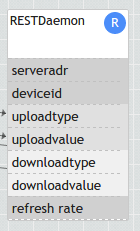 RESTDaemon R
serveradr
deviceid
uploadtype
uploadvalue
downloadtype
downloadvalue
refresh rate